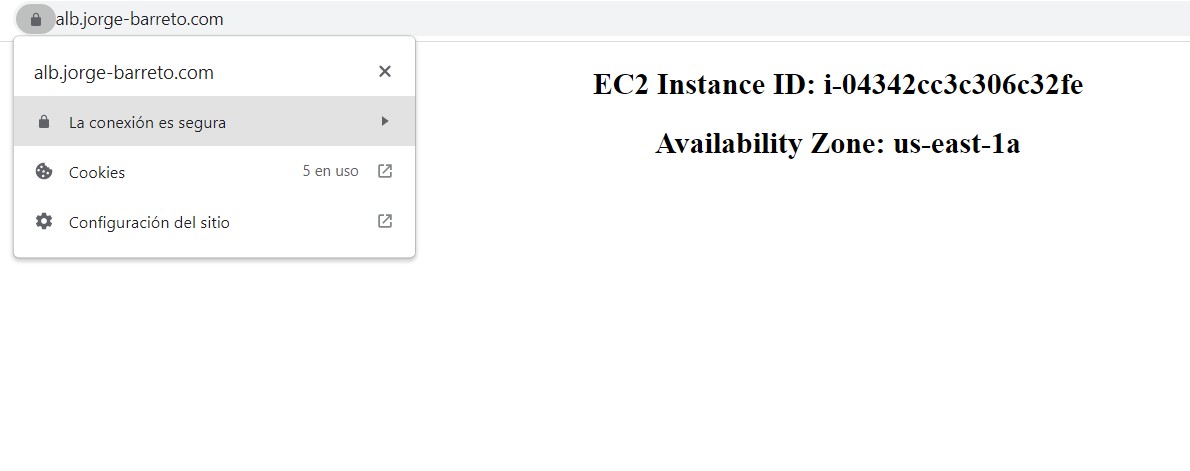 alb.jorge-barreto.com
alb.jorge-barreto.com
La conexión es segura
Cookies 5 en uso
Configuración del sitio
EC2 Instance ID: i-04342cc3c306c32fe
Availability Zone: us-east-1a